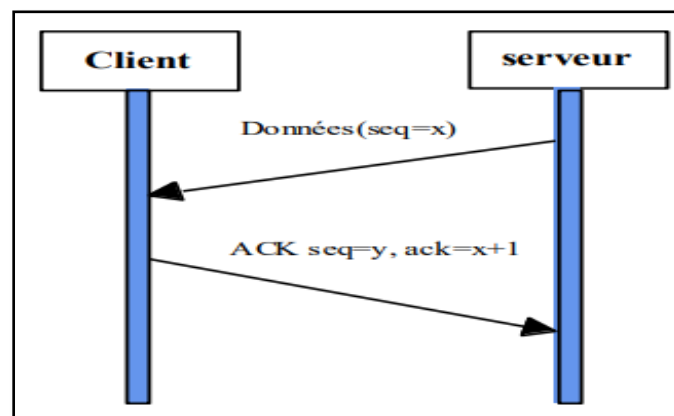 Client
serveur
Données(seq=x)
ACK seq=y, ack=x+1